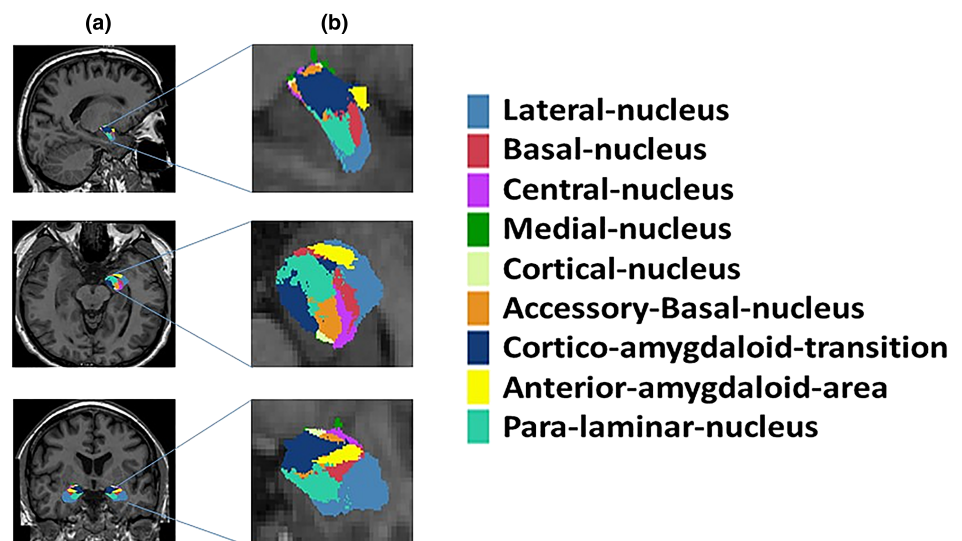 (a)
(b)
Lateral-nucleus
Basal-nucleus
Central-nucleus
Medial-nucleus
Cortical-nucleus
Accessory-Basal-nucleus
Cortico-amygdaloid-transition
Anterior-amygdaloid-area
Para-laminar-nucleus